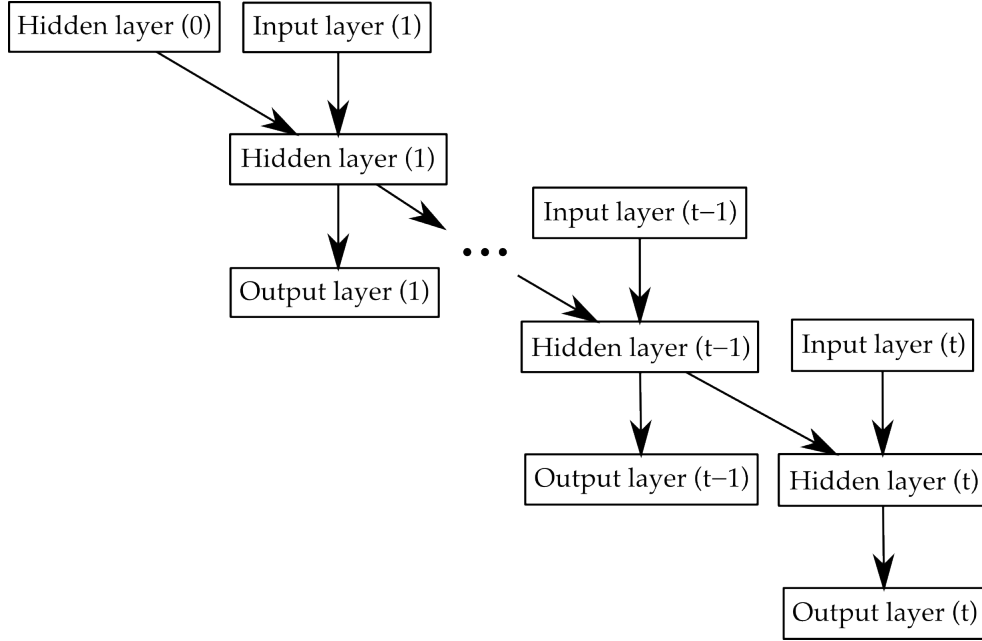 Hidden layer (0)
Input layer (1)
Hidden layer (1)
Output layer (1)
...
Input layer (t−1)
Hidden layer (t−1)
Output layer (t−1)
Input layer (t)
Hidden layer (t)
Output layer (t)